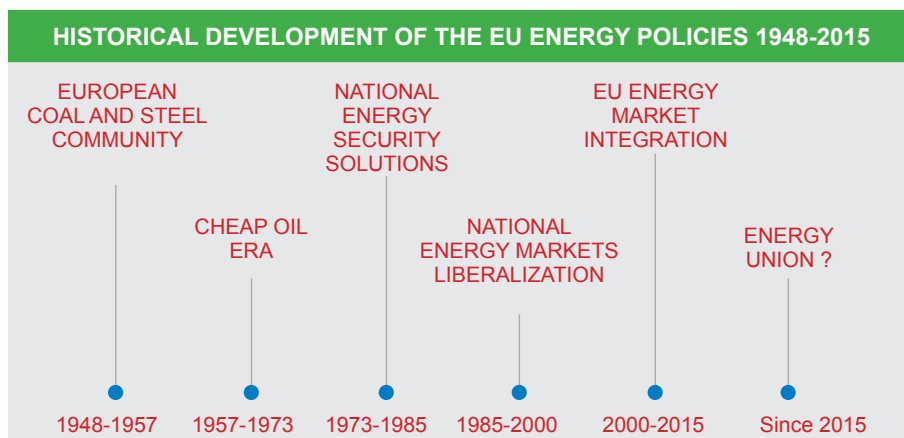 HISTORICAL DEVELOPMENT OF THE EU ENERGY POLICIES 1948-2015
EUROPEAN
COAL AND STEEL
COMMUNITY
CHEAP OIL
ERA
NATIONAL
ENERGY
SECURITY
SOLUTIONS
NATIONAL
ENERGY MARKETS
LIBERALIZATION
EU ENERGY
MARKET
INTEGRATION
ENERGY
UNION ?
1948-1957
1957-1973
1973-1985
1985-2000
2000-2015
Since 2015